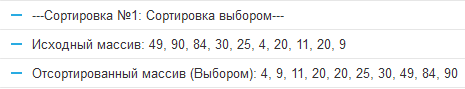 ---Сортировка №1: Сортировка выбором---
Исходный массив: 49, 90, 84, 30, 25, 4, 20, 11, 20, 9
Отсортированный массив (Выбором): 4, 9, 11, 20, 20, 25, 30, 49, 84, 90